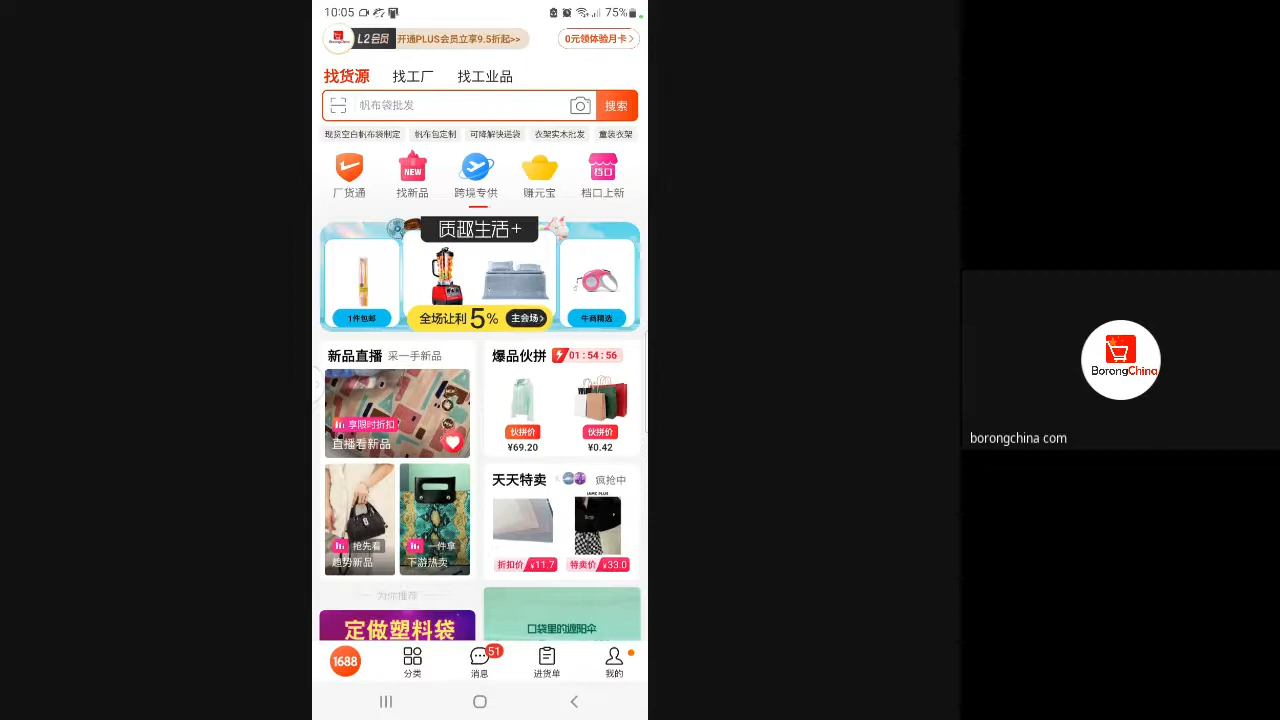 10:05
75%
BorongChina
L2会员
开通PLUS会员立享9.5折起>>
0元领体验月卡>
找货源
找工厂
找工业品
帆布袋批发
搜索
现货空白帆布袋制定
帆布包定制
可降解快递袋
衣架实木批发
童装衣架
NEW
档口
厂货通
找新品
跨境专供
赚元宝
档口上新
质趣生活+
1件包邮
全场让利5%
主会场>
牛商精选
新品直播
采一手新品
爆品伙拼
01:54:56
享限时折扣
直播看新品
伙拼价
伙拼价
¥69.20
¥0.42
天天特卖
疯抢中
抢先看
趋势新品
一件拿
下游热卖
折扣价
¥11.7
特卖价
¥33.0
为你推荐
定做塑料袋
口袋里的遮阳伞
1688
分类
51
消息
进货单
我的
BorongChina
borongchina com